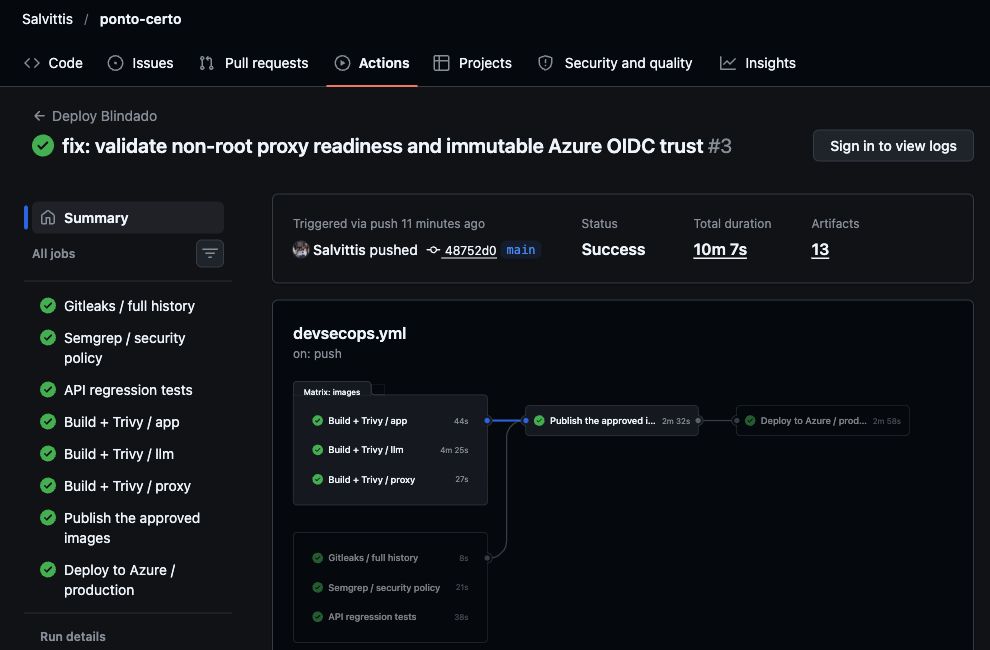 Salvittis / ponto-certo
Code Issues Pull requests Actions Projects Security and quality Insights
Deploy Blindado
fix: validate non-root proxy readiness and immutable Azure OIDC trust #3
Sign in to view logs
Summary
All jobs
Gitleaks / full history
Semgrep / security
policy
API regression tests
Build + Trivy / app
Build + Trivy / llm
Build + Trivy / proxy
Publish the approved
images
Deploy to Azure /
production
Run details
Triggered via push 11 minutes ago
Salvittis pushed 48752d0 main
Status
Success
Total duration
10m 7s
Artifacts
13
devsecops.yml
on: push
Matrix: images
Build + Trivy / app 44s
Build + Trivy / llm 4m 25s
Build + Trivy / proxy 27s
Publish the approved i... 2m 32s
Deploy to Azure / prod... 2m 58s
Gitleaks / full history 8s
Semgrep / security policy 21s
API regression tests 38s